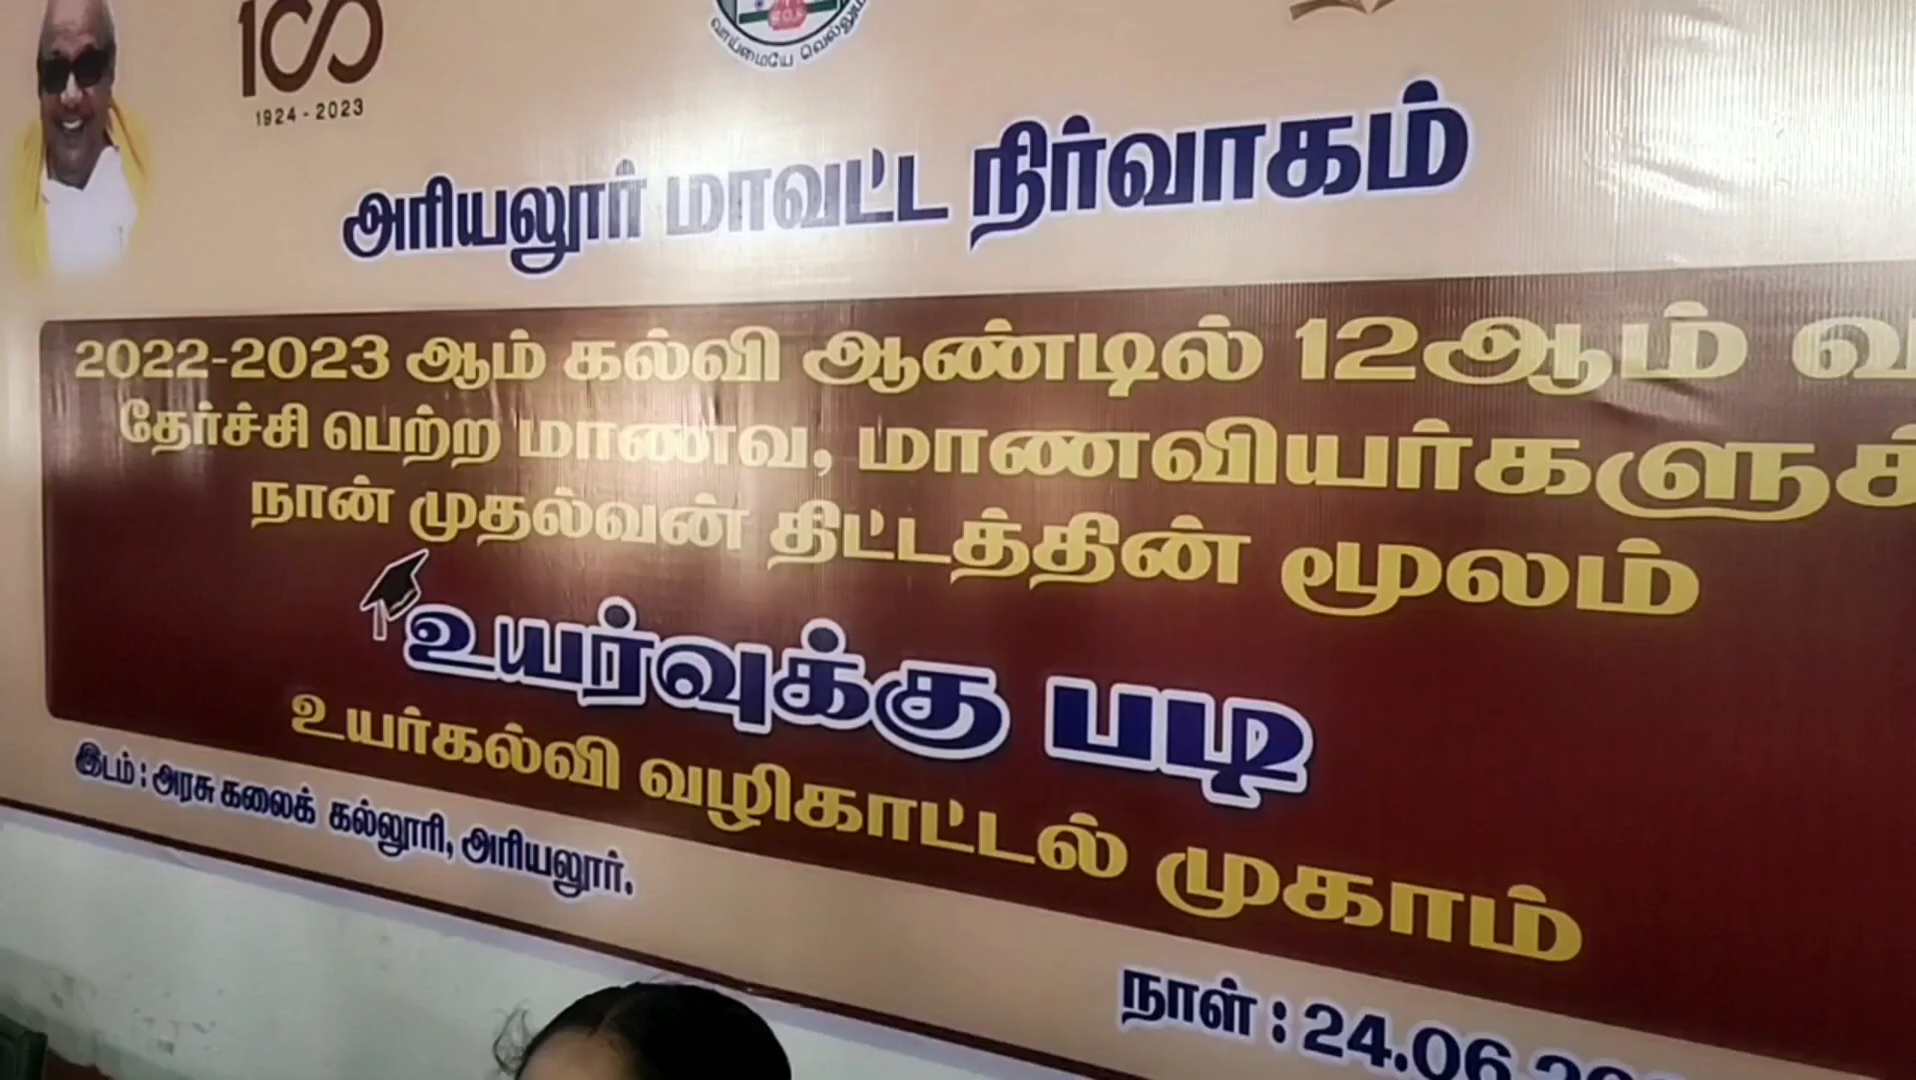 100
1924 - 2023
வாய்மையே வெல்லும்
அரியலூர் மாவட்ட நிர்வாகம்
2022-2023 ஆம் கல்வி ஆண்டில் 12ஆம்
தேர்ச்சி பெற்ற மாணவ, மாணவியர்களுக்
நான் முதல்வன் திட்டத்தின் மூலம்
உயர்வுக்கு படி
உயர்கல்வி வழிகாட்டல் முகாம்
இடம் : அரசு கலைக் கல்லூரி, அரியலூர்.
நாள் : 24.06.20